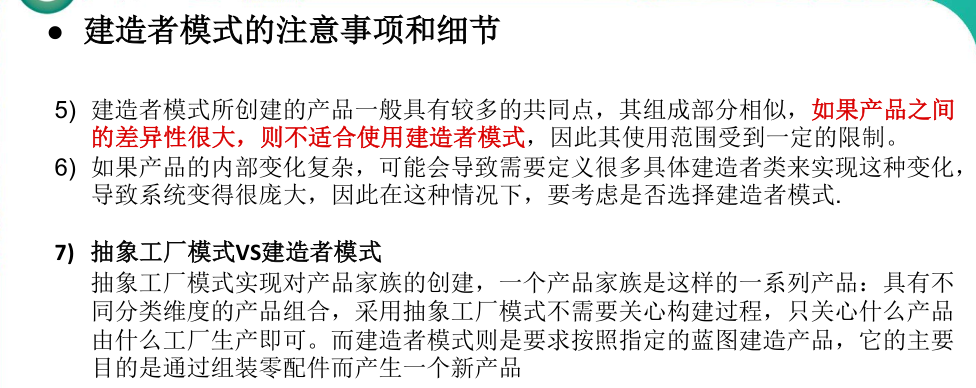 ● 建造者模式的注意事项和细节
5) 建造者模式所创建的产品一般具有较多的共同点，其组成部分相似，如果产品之间
的差异性很大，则不适合使用建造者模式，因此其使用范围受到一定的限制。
6) 如果产品的内部变化复杂，可能会导致需要定义很多具体建造者类来实现这种变化，
导致系统变得很庞大，因此在这种情况下，要考虑是否选择建造者模式.
7) 抽象工厂模式VS建造者模式
抽象工厂模式实现对产品家族的创建，一个产品家族是这样的一系列产品：具有不
同分类维度的产品组合，采用抽象工厂模式不需要关心构建过程，只关心什么产品
由什么工厂生产即可。而建造者模式则是要求按照指定的蓝图建造产品，它的主要
目的是通过组装零配件而产生一个新产品